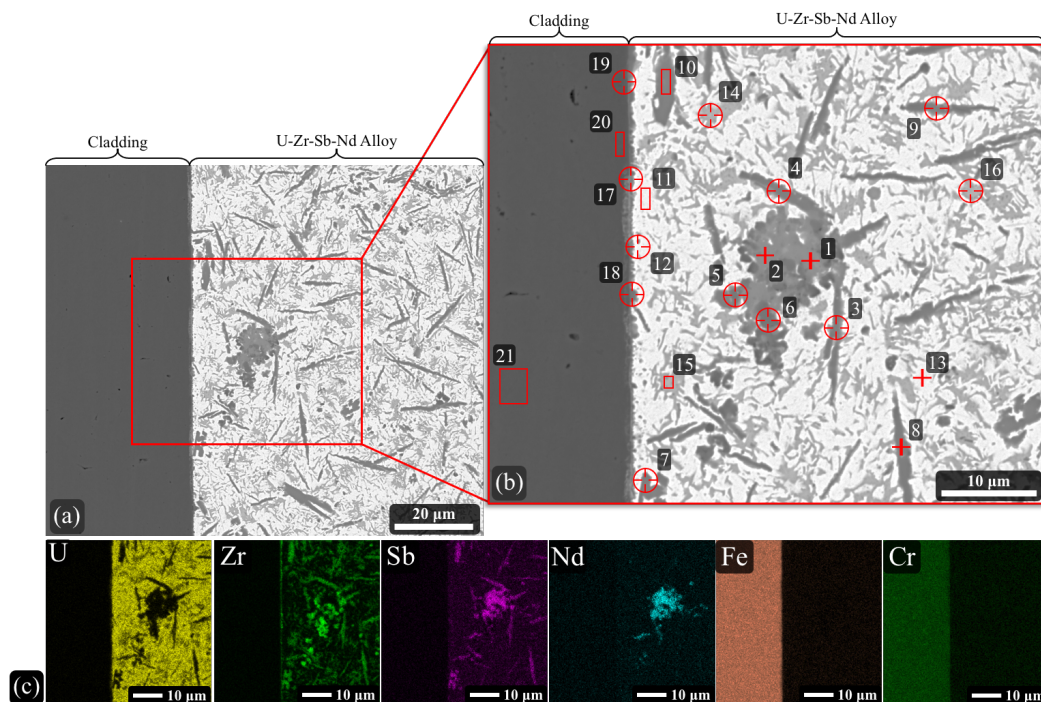 Cladding
U-Zr-Sb-Nd Alloy
Cladding
U-Zr-Sb-Nd Alloy
19
10
14
9
20
4
16
17
11
1
2
12
5
18
6
3
21
15
13
8
7
(a)
20 μm
(b)
10 μm
U
Zr
Sb
Nd
Fe
Cr
(c)
10 μm
10 μm
10 μm
10 μm
10 μm
10 μm